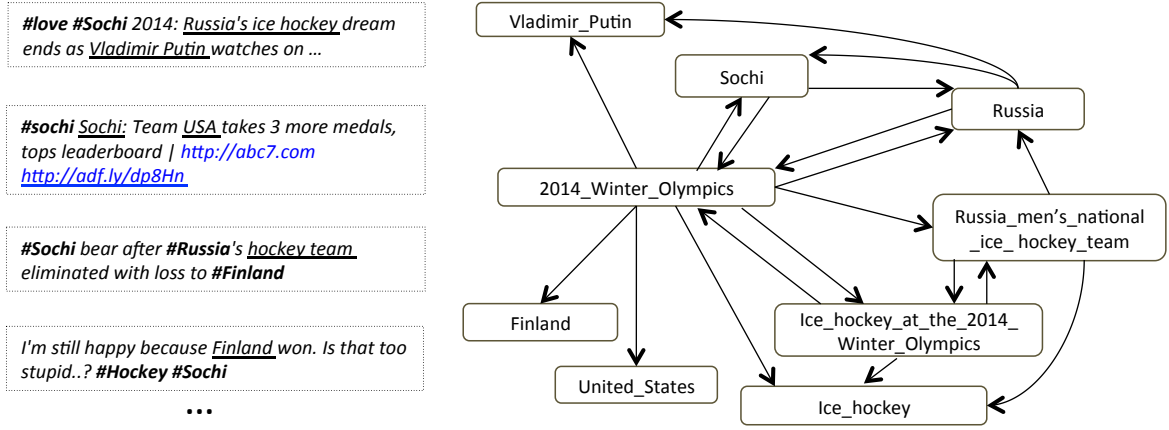 #love #Sochi 2014: Russia's ice hockey dream
ends as Vladimir Putin watches on …
#sochi Sochi: Team USA takes 3 more medals,
tops leaderboard | http://abc7.com
http://adf.ly/dp8Hn
#Sochi bear after #Russia's hockey team
eliminated with loss to #Finland
I'm still happy because Finland won. Is that too
stupid..? #Hockey #Sochi
...
Vladimir_Putin
Sochi
Russia
2014_Winter_Olympics
Russia_men's_national
_ice_ hockey_team
Finland
Ice_hockey_at_the_2014_
Winter_Olympics
United_States
Ice_hockey